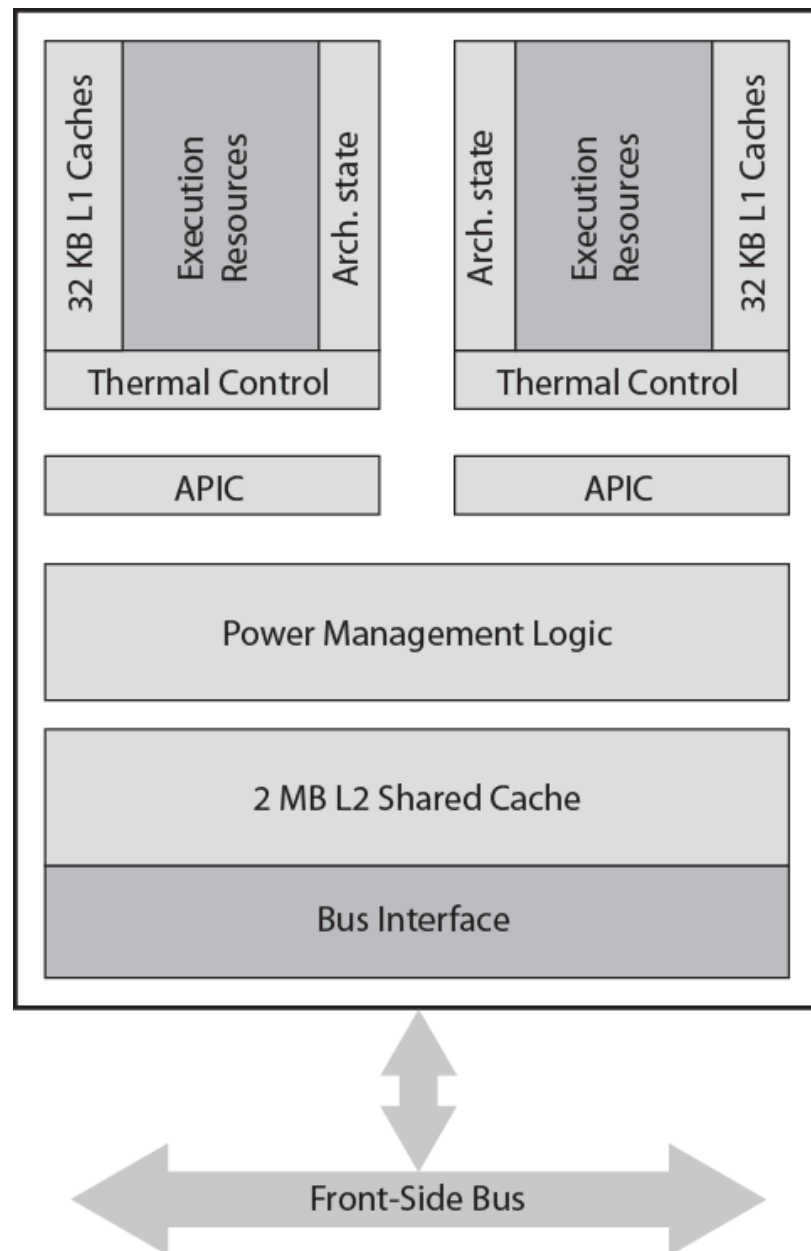 32 KB L1 Caches
Execution
Resources
Arch. state
Arch. state
Execution
Resources
32 KB L1 Caches
Thermal Control
Thermal Control
APIC
APIC
Power Management Logic
2 MB L2 Shared Cache
Bus Interface
Front-Side Bus